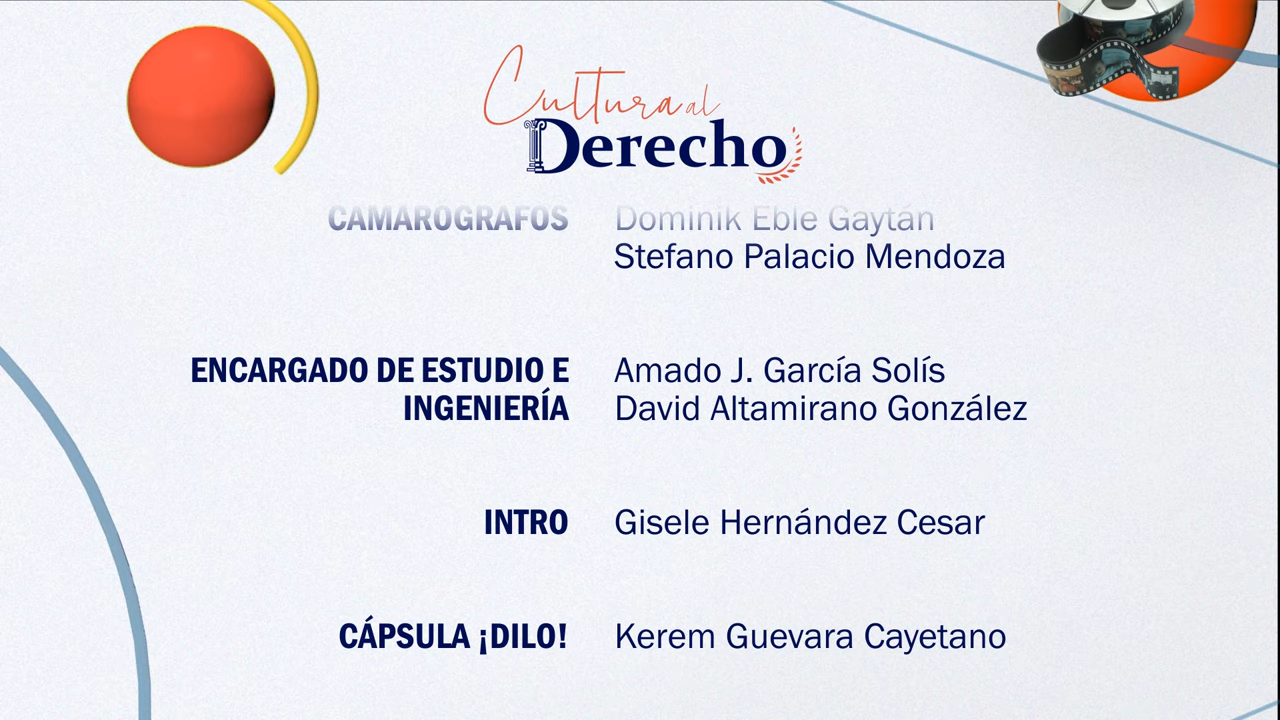 Cultura al
Derecho
CAMAROGRAFOS Dominik Eble Gaytán
Stefano Palacio Mendoza
ENCARGADO DE ESTUDIO E Amado J. García Solís
INGENIERÍA David Altamirano González
INTRO Gisele Hernández Cesar
CÁPSULA ¡DILO! Kerem Guevara Cayetano